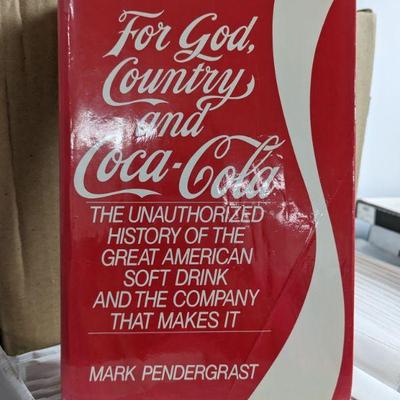 For God,
Country
and
Coca-Cola
THE UNAUTHORIZED
HISTORY OF THE
GREAT AMERICAN
SOFT DRINK
AND THE COMPANY
THAT MAKES IT
MARK PENDERGRAST